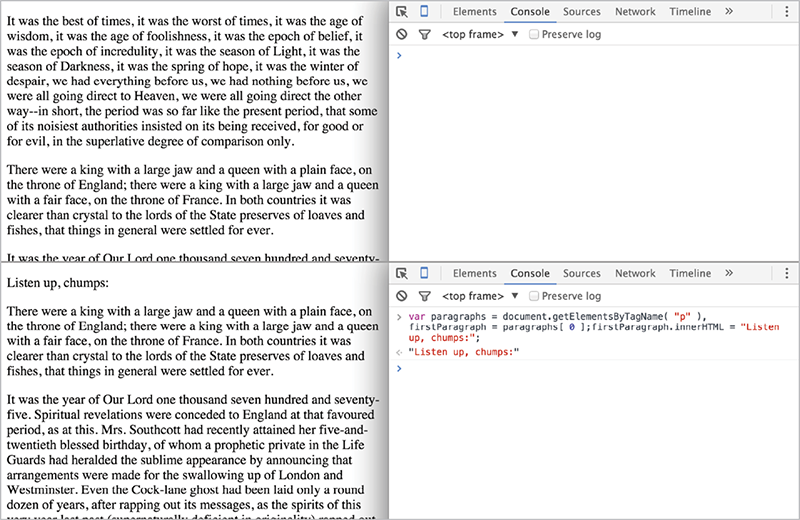 It was the best of times, it was the worst of times, it was the age of
wisdom, it was the age of foolishness, it was the epoch of belief, it
was the epoch of incredulity, it was the season of Light, it was the
season of Darkness, it was the spring of hope, it was the winter of
despair, we had everything before us, we had nothing before us, we
were all going direct to Heaven, we were all going direct the other
way--in short, the period was so far like the present period, that some
of its noisiest authorities insisted on its being received, for good or
for evil, in the superlative degree of comparison only.
There were a king with a large jaw and a queen with a plain face, on
the throne of England; there were a king with a large jaw and a queen
with a fair face, on the throne of France. In both countries it was
clearer than crystal to the lords of the State preserves of loaves and
fishes, that things in general were settled for ever.
It was the year of Our Lord one thousand seven hundred and seventy-
Elements Console Sources Network Timeline »
<top frame> ▼ Preserve log
>
Listen up, chumps:
There were a king with a large jaw and a queen with a plain face, on
the throne of England; there were a king with a large jaw and a queen
with a fair face, on the throne of France. In both countries it was
clearer than crystal to the lords of the State preserves of loaves and
fishes, that things in general were settled for ever.
It was the year of Our Lord one thousand seven hundred and seventy-
five. Spiritual revelations were conceded to England at that favoured
period, as at this. Mrs. Southcott had recently attained her five-and-
twentieth blessed birthday, of whom a prophetic private in the Life
Guards had heralded the sublime appearance by announcing that
arrangements were made for the swallowing up of London and
Westminster. Even the Cock-lane ghost had been laid only a round
dozen of years, after rapping out its messages, as the spirits of this
very year last past (supernaturally deficient in originality) rapped out
Elements Console Sources Network Timeline »
<top frame> ▼ Preserve log
> var paragraphs = document.getElementsByTagName( "p" ),
firstParagraph = paragraphs[ 0 ];firstParagraph.innerHTML = "Listen
up, chumps:";
"Listen up, chumps:"
>